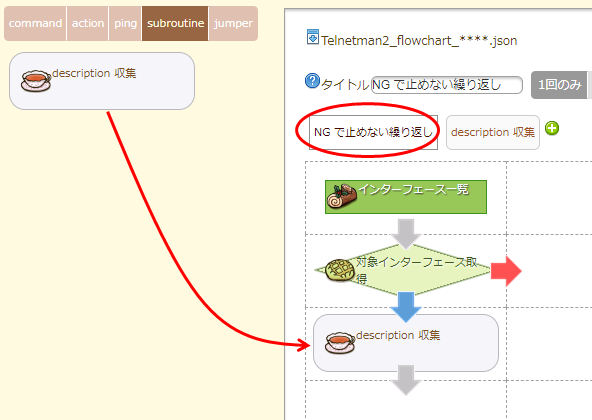 command action ping subroutine jumper
description 収集
Telnetman2_flowchart_****.json
タイトル NG で止めない繰り返し 1回のみ
NG で止めない繰り返し description 収集
インターフェース一覧
対象インターフェース取
得
description 収集